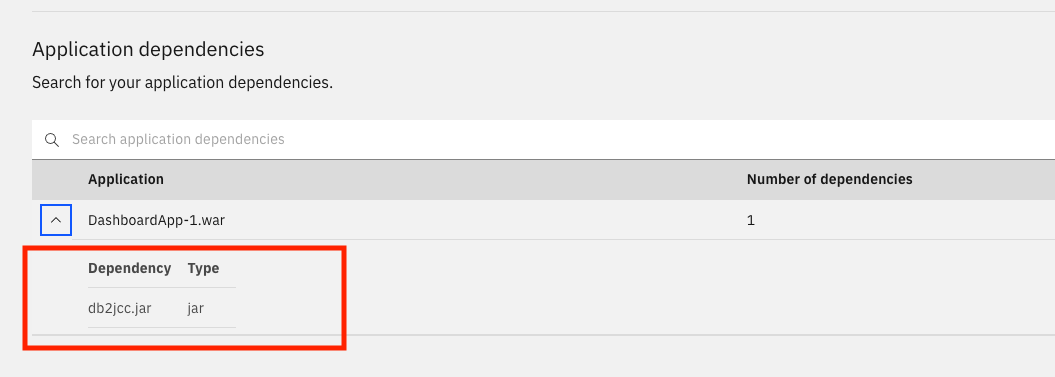 Application dependencies
Search for your application dependencies.
Search application dependencies
Application Number of dependencies
DashboardApp-1.war 1
Dependency Type
db2jcc.jar jar